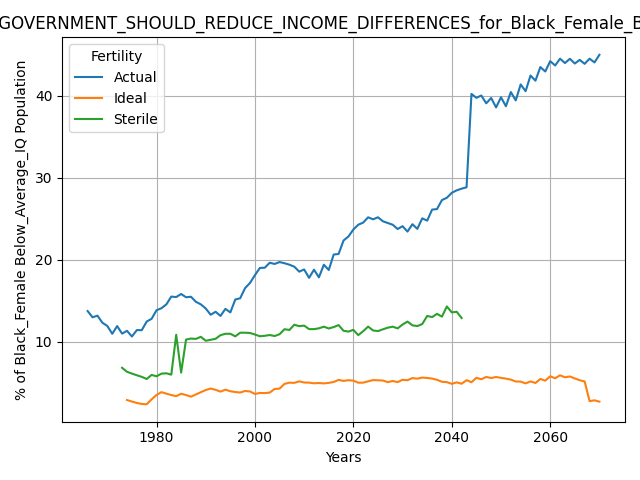 GOVERNMENT_SHOULD_REDUCE_INCOME_DIFFERENCES_for_Black_Female_B
Fertility
Actual
Ideal
Sterile
% of Black_Female Below_Average_IQ Population
40
30
20
10
1980
2000
2020
2040
2060
Years